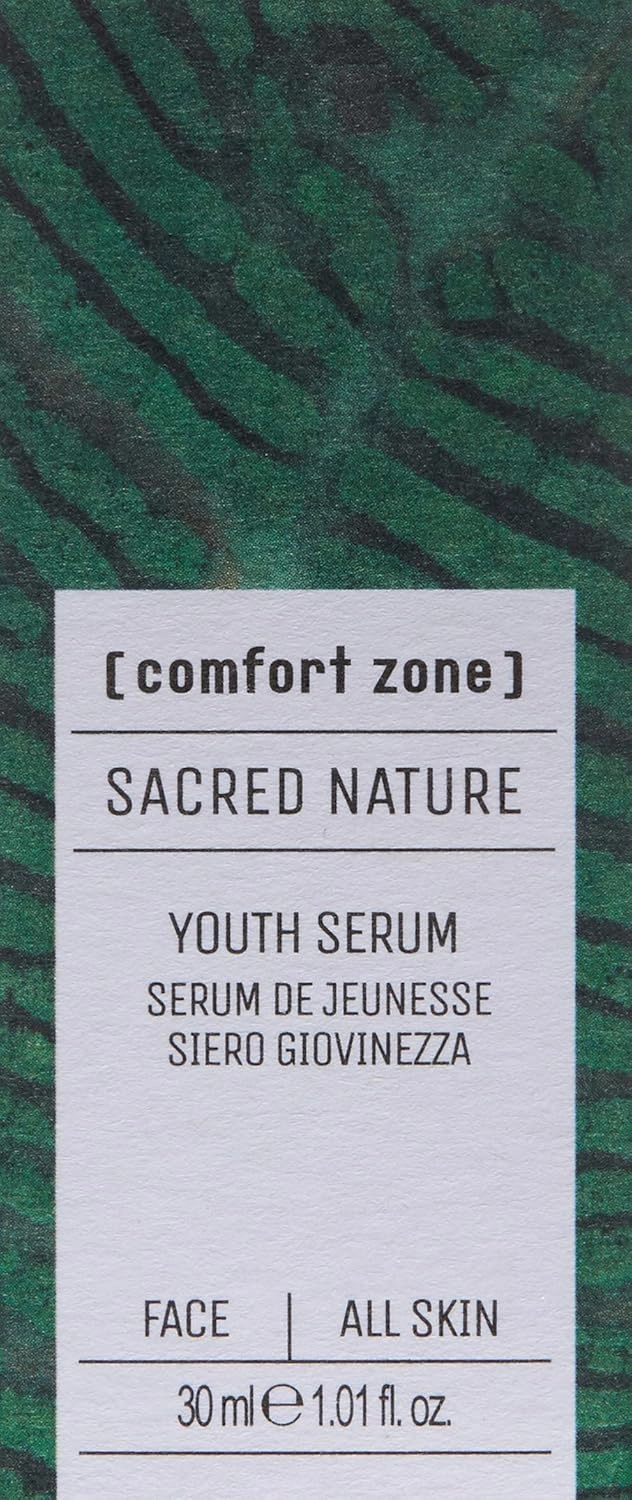 [comfort zone]
SACRED NATURE
YOUTH SERUM
SERUM DE JEUNESSE
SIERO GIOVINEZZA
FACE | ALL SKIN
30 ml ℮ 1.01 fl. oz.